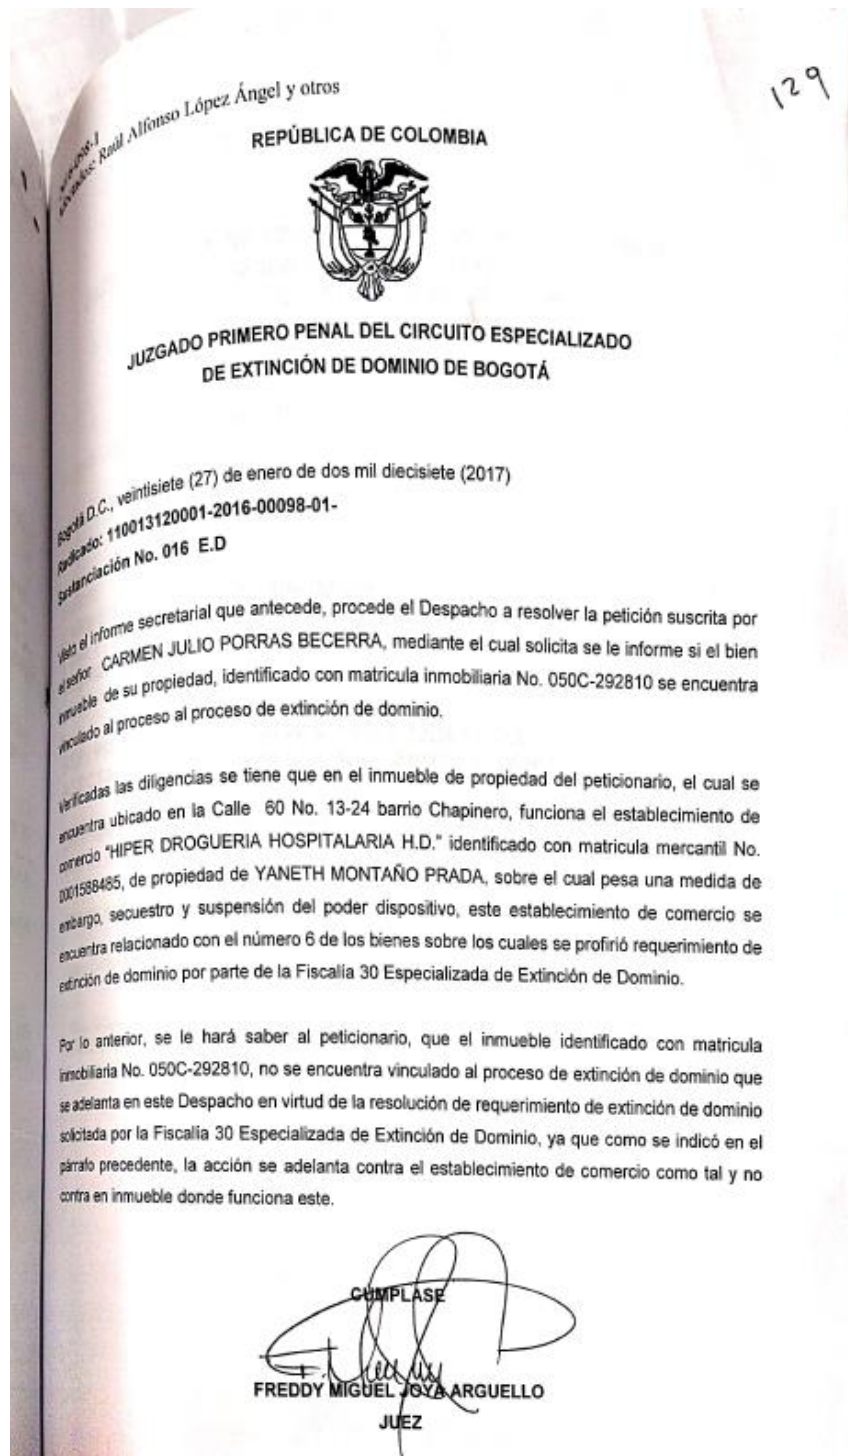 129
2016-098-1
Afectados: Raúl Alfonso López Ángel y otros
REPÚBLICA DE COLOMBIA
JUZGADO PRIMERO PENAL DEL CIRCUITO ESPECIALIZADO
DE EXTINCIÓN DE DOMINIO DE BOGOTÁ
Bogotá D.C., veintisiete (27) de enero de dos mil diecisiete (2017)
Radicado: 110013120001-2016-00098-01-
Sustanciación No. 016 E.D
Visto el informe secretarial que antecede, procede el Despacho a resolver la petición suscrita por
el señor CARMEN JULIO PORRAS BECERRA, mediante el cual solicita se le informe si el bien
inmueble de su propiedad, identificado con matricula inmobiliaria No. 050C-292810 se encuentra
vinculado al proceso al proceso de extinción de dominio.
Verificadas las diligencias se tiene que en el inmueble de propiedad del peticionario, el cual se
encuentra ubicado en la Calle 60 No. 13-24 barrio Chapinero, funciona el establecimiento de
comercio "HIPER DROGUERIA HOSPITALARIA H.D." identificado con matricula mercantil No.
0001588485, de propiedad de YANETH MONTAÑO PRADA, sobre el cual pesa una medida de
embargo, secuestro y suspensión del poder dispositivo, este establecimiento de comercio se
encuentra relacionado con el número 6 de los bienes sobre los cuales se profirió requerimiento de
extinción de dominio por parte de la Fiscalía 30 Especializada de Extinción de Dominio.
Por lo anterior, se le hará saber al peticionario, que el inmueble identificado con matricula
inmobiliaria No. 050C-292810, no se encuentra vinculado al proceso de extinción de dominio que
se adelanta en este Despacho en virtud de la resolución de requerimiento de extinción de dominio
solicitada por la Fiscalía 30 Especializada de Extinción de Dominio, ya que como se indicó en el
párrafo precedente, la acción se adelanta contra el establecimiento de comercio como tal y no
contra en inmueble donde funciona este.
CÚMPLASE
FREDDY MIGUEL JOYA ARGUELLO
JUEZ